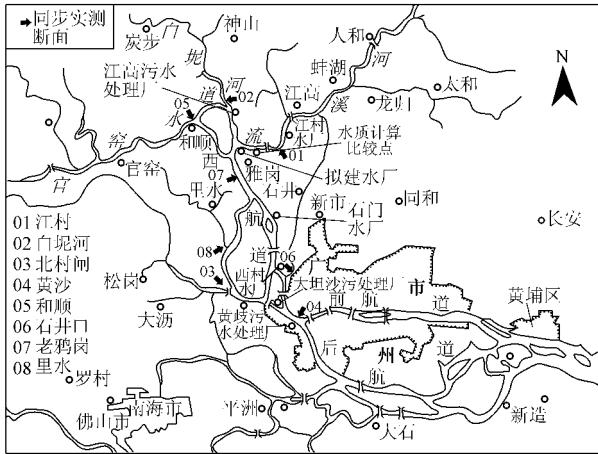 同步实测
断面
神山
炭步
白坭河
人和
蚌湖
太和
江高污水
处理厂
02
江高
龙归
流溪河
05
和顺
江村
水厂
01
水质计算
比较点
官窑水道
官窑
西航道
07
雅岗
拟建水厂
里水
石井
新市
同和
石门
水厂
长安
N
01 江村
02 白坭河
03 北村闸
04 黄沙
05 和顺
06 石井口
07 老鸦岗
08 里水
08
03
06
西村
水厂
松岗
大沥
大坦沙污处理厂
04
黄歧污
水处理厂
前航道
后航道
广州市
黄埔区
罗村
佛山市
南海市
平洲
大石
新造